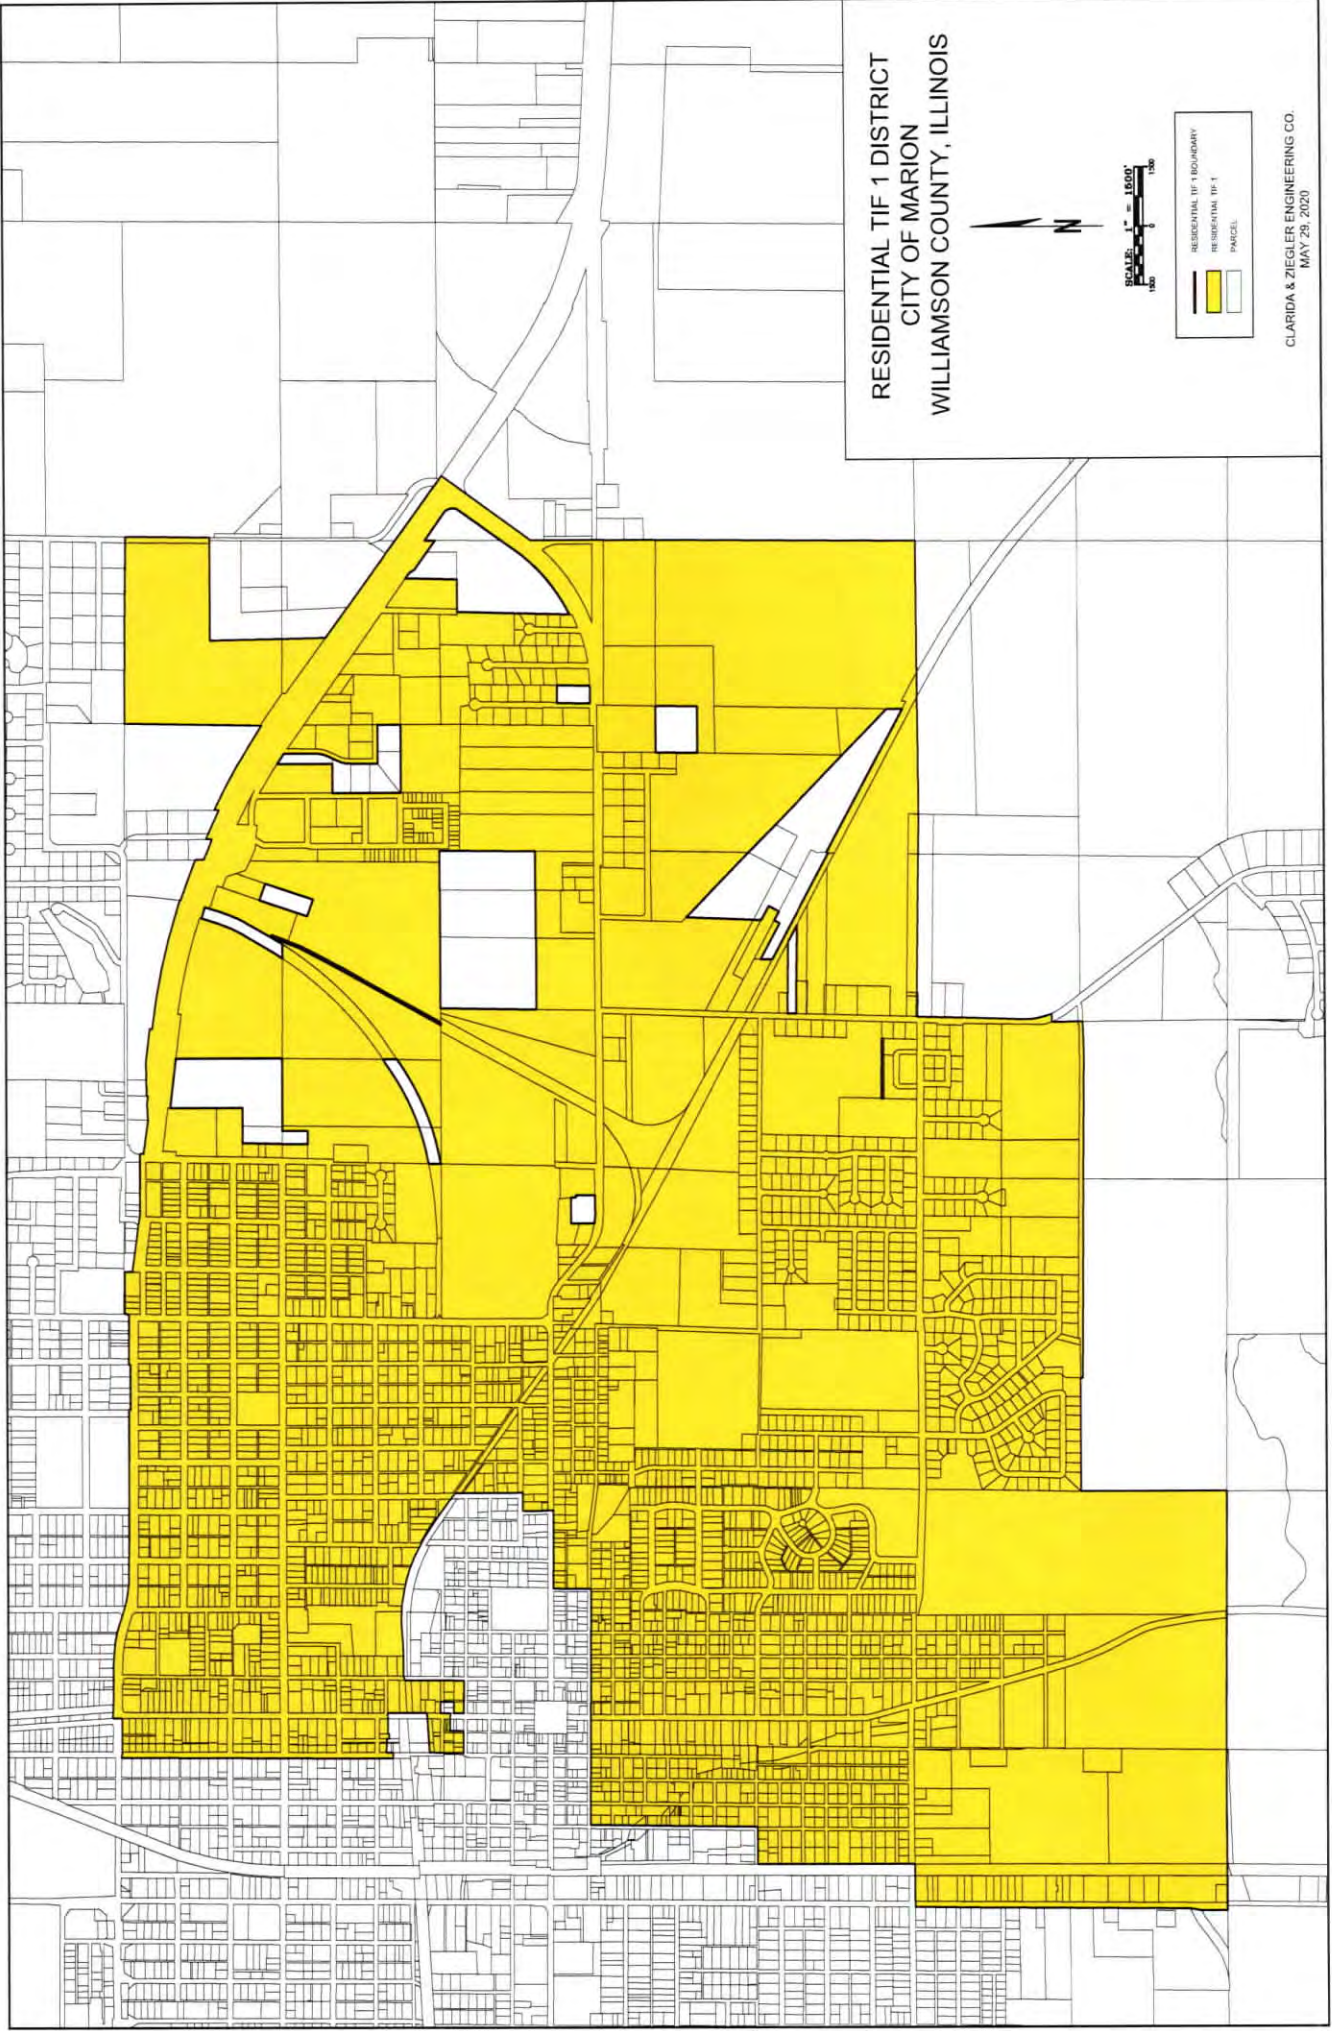 RESIDENTIAL TIF 1 DISTRICT
CITY OF MARION
WILLIAMSON COUNTY, ILLINOIS
N
SCALE: 1" = 1500'
1500 0 1500
RESIDENTIAL TIF 1 BOUNDARY
RESIDENTIAL TIF 1
PARCEL
CLARIDA & ZIEGLER ENGINEERING CO.
MAY 29, 2020